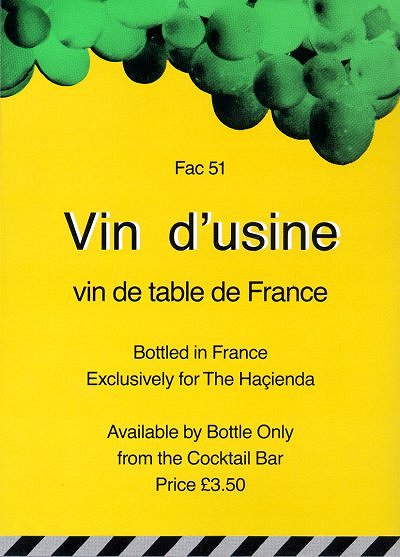 Fac 51
Vin d'usine
vin de table de France
Bottled in France
Exclusively for The Haçienda
Available by Bottle Only
from the Cocktail Bar
Price £3.50